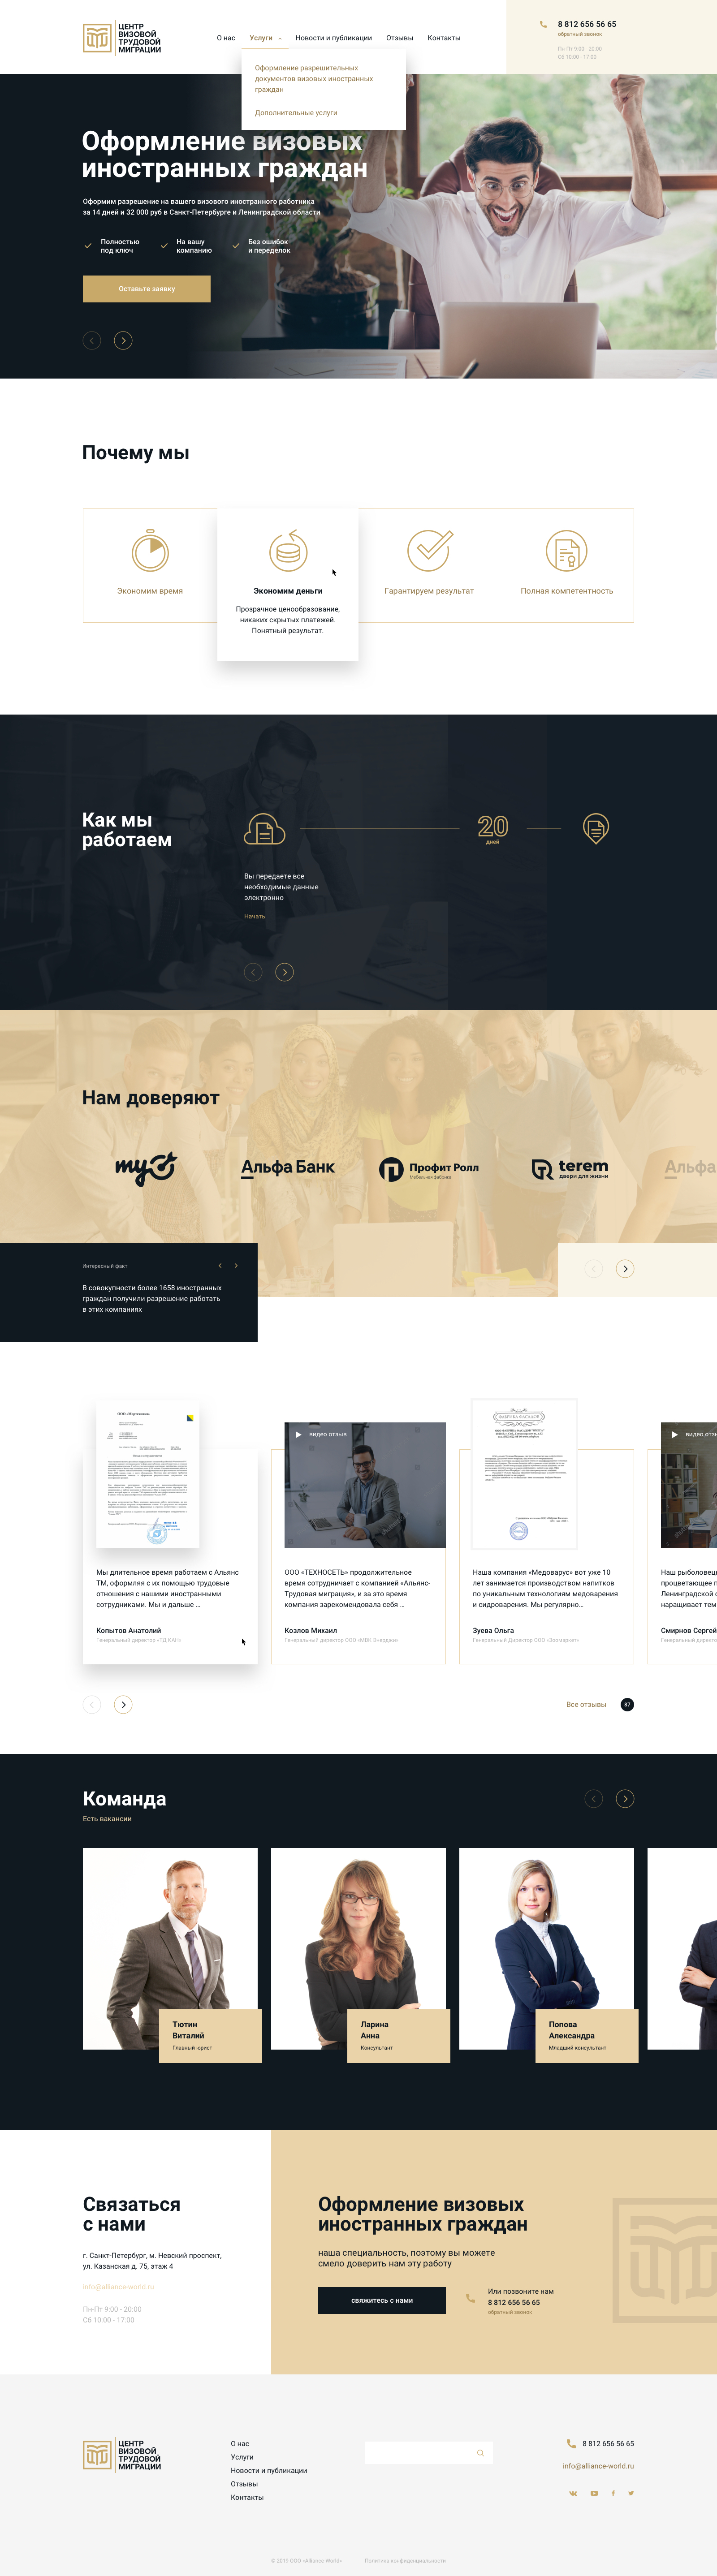 ЦЕНТР
ВИЗОВОЙ
ТРУДОВОЙ
МИГРАЦИИ
О нас
Услуги
Новости и публикации
Отзывы
Контакты
8 812 656 56 65
обратный звонок
Пн-Пт 9:00 - 20:00
Сб 10:00 - 17:00
Оформление разрешительных
документов визовых иностранных
граждан
Дополнительные услуги
Оформление визовых
иностранных граждан
Оформим разрешение на вашего визового иностранного работника
за 14 дней и 32 000 руб в Санкт-Петербурге и Ленинградской области
Полностью
под ключ
На вашу
компанию
Без ошибок
и переделок
Оставьте заявку
Почему мы
Экономим время
Экономим деньги
Прозрачное ценообразование,
никаких скрытых платежей.
Понятный результат.
Гарантируем результат
Полная компетентность
Как мы
работаем
20
дней
Вы передаете все
необходимые данные
электронно
Начать
Нам доверяют
Альфа Банк
Профит Ролл
Мебельная фабрика
terem
двери для жизни
Альфа
Интересный факт
В совокупности более 1658 иностранных
граждан получили разрешение работать
в этих компаниях
видео отзыв
ФАБРИКА ФАСАДОВ
видео отзы
Мы длительное время работаем с Альянс
ТМ, оформляя с их помощью трудовые
отношения с нашими иностранными
сотрудниками. Мы и дальше ...
Копытов Анатолий
Генеральный директор «ТД КАН»
ООО «ТЕХНОСЕТЬ» продолжительное
время сотрудничает с компанией «Альянс-
Трудовая миграция», и за это время
компания зарекомендовала себя ...
Козлов Михаил
Генеральный директор ООО «МВК Энерджи»
Наша компания «Медоварус» вот уже 10
лет занимается производством напитков
по уникальным технологиям медоварения
и сидроварения. Мы регулярно...
Зуева Ольга
Генеральный Директор ООО «Экомаркет»
Наш рыболовец
процветающее п
Ленинградской о
наращивает тем
Смирнов Сергей
Генеральный директо
Все отзывы
87
Команда
Есть вакансии
Тютин
Виталий
Главный юрист
Ларина
Анна
Консультант
Попова
Александра
Младший консультант
Связаться
с нами
г. Санкт-Петербург, м. Невский проспект,
ул. Казанская д. 75, этаж 4
info@alliance-world.ru
Пн-Пт 9:00 - 20:00
Сб 10:00 - 17:00
Оформление визовых
иностранных граждан
наша специальность, поэтому вы можете
смело доверить нам эту работу
свяжитесь с нами
Или позвоните нам
8 812 656 56 65
обратный звонок
ЦЕНТР
ВИЗОВОЙ
ТРУДОВОЙ
МИГРАЦИИ
О нас
Услуги
Новости и публикации
Отзывы
Контакты
8 812 656 56 65
info@alliance-world.ru
© 2019 ООО «Alliance-World»
Политика конфиденциальности